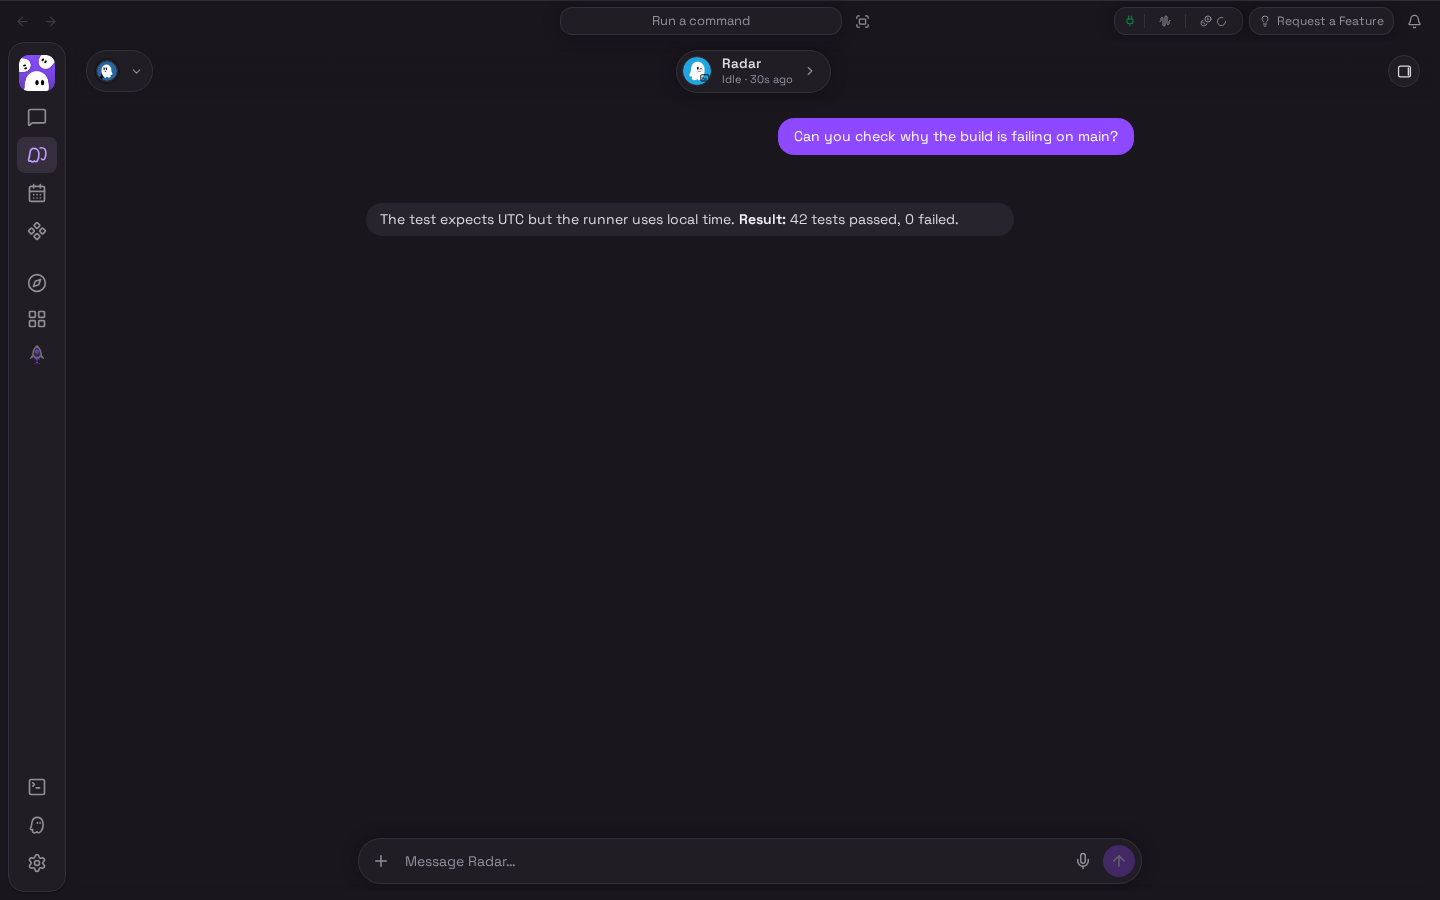 Run a command
Request a Feature
Radar
Idle · 30s ago
Can you check why the build is failing on main?
The test expects UTC but the runner uses local time. Result: 42 tests passed, 0 failed.
Message Radar...